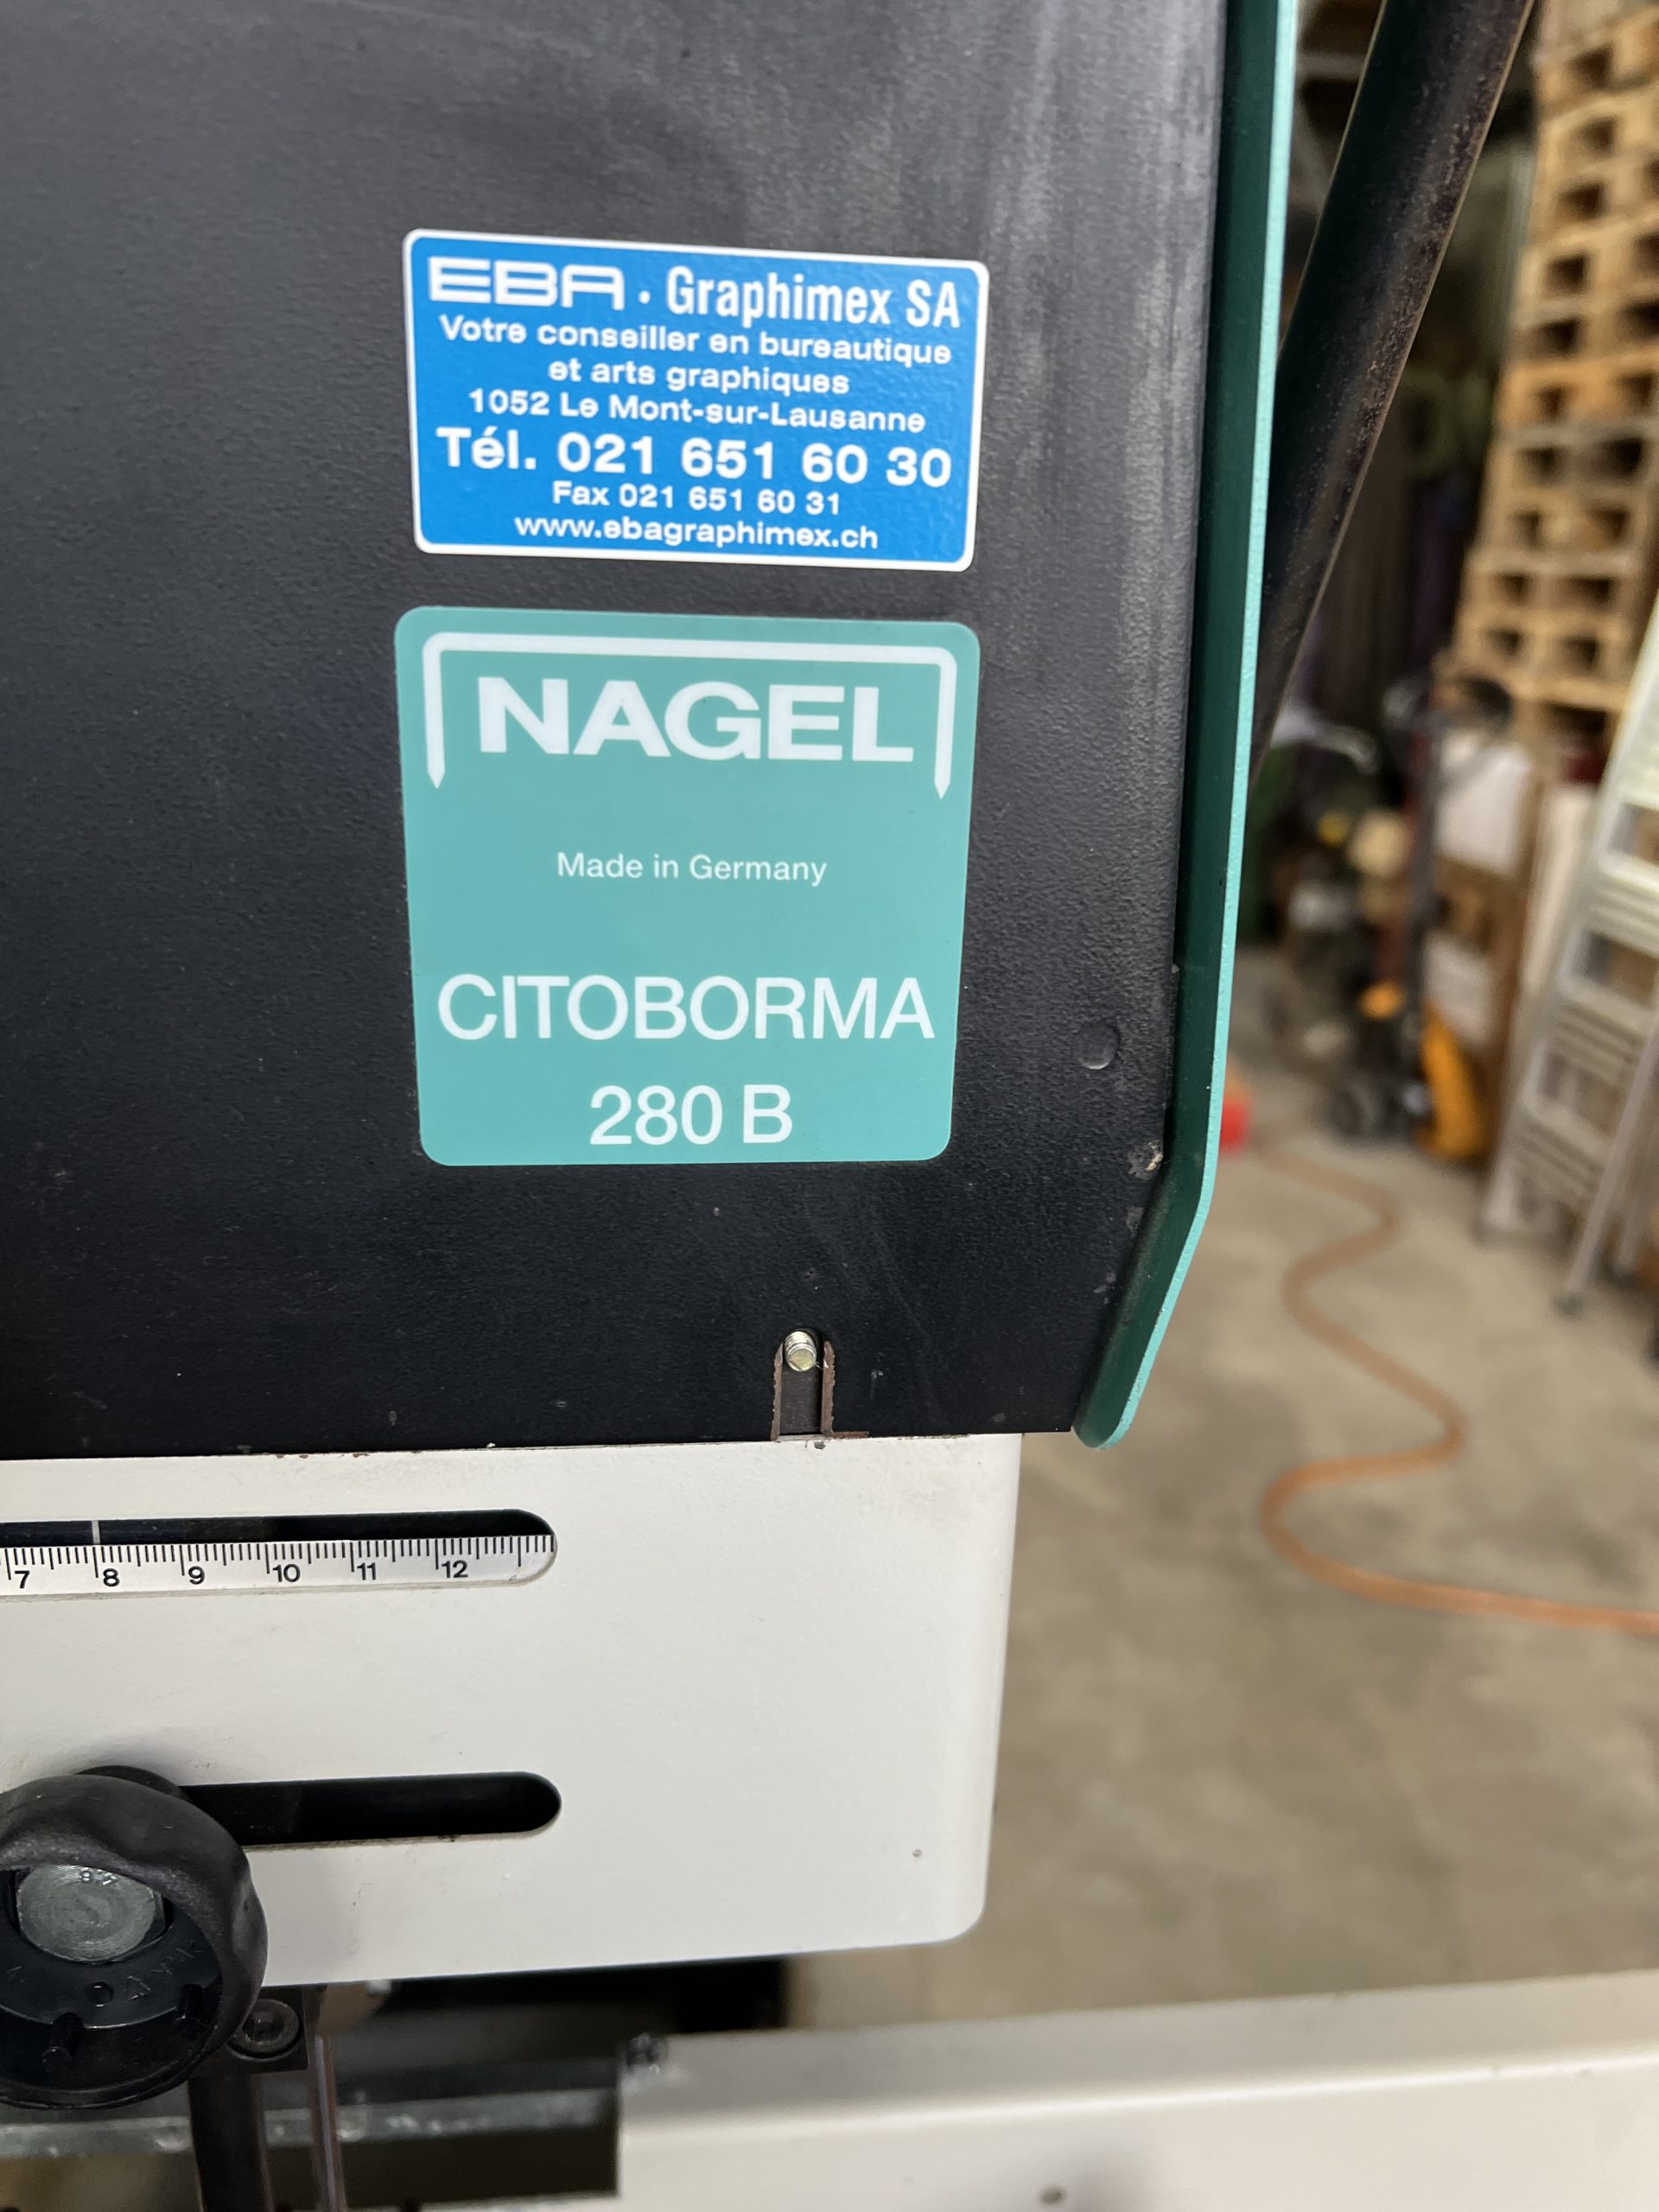 EBA · Graphimex SA
Votre conseiller en bureautique
et arts graphiques
1052 Le Mont-sur-Lausanne
Tél. 021 651 60 30
Fax 021 651 60 31
www.ebagraphimex.ch
NAGEL
Made in Germany
CITOBORMA
280 B
7 8 9 10 11 12